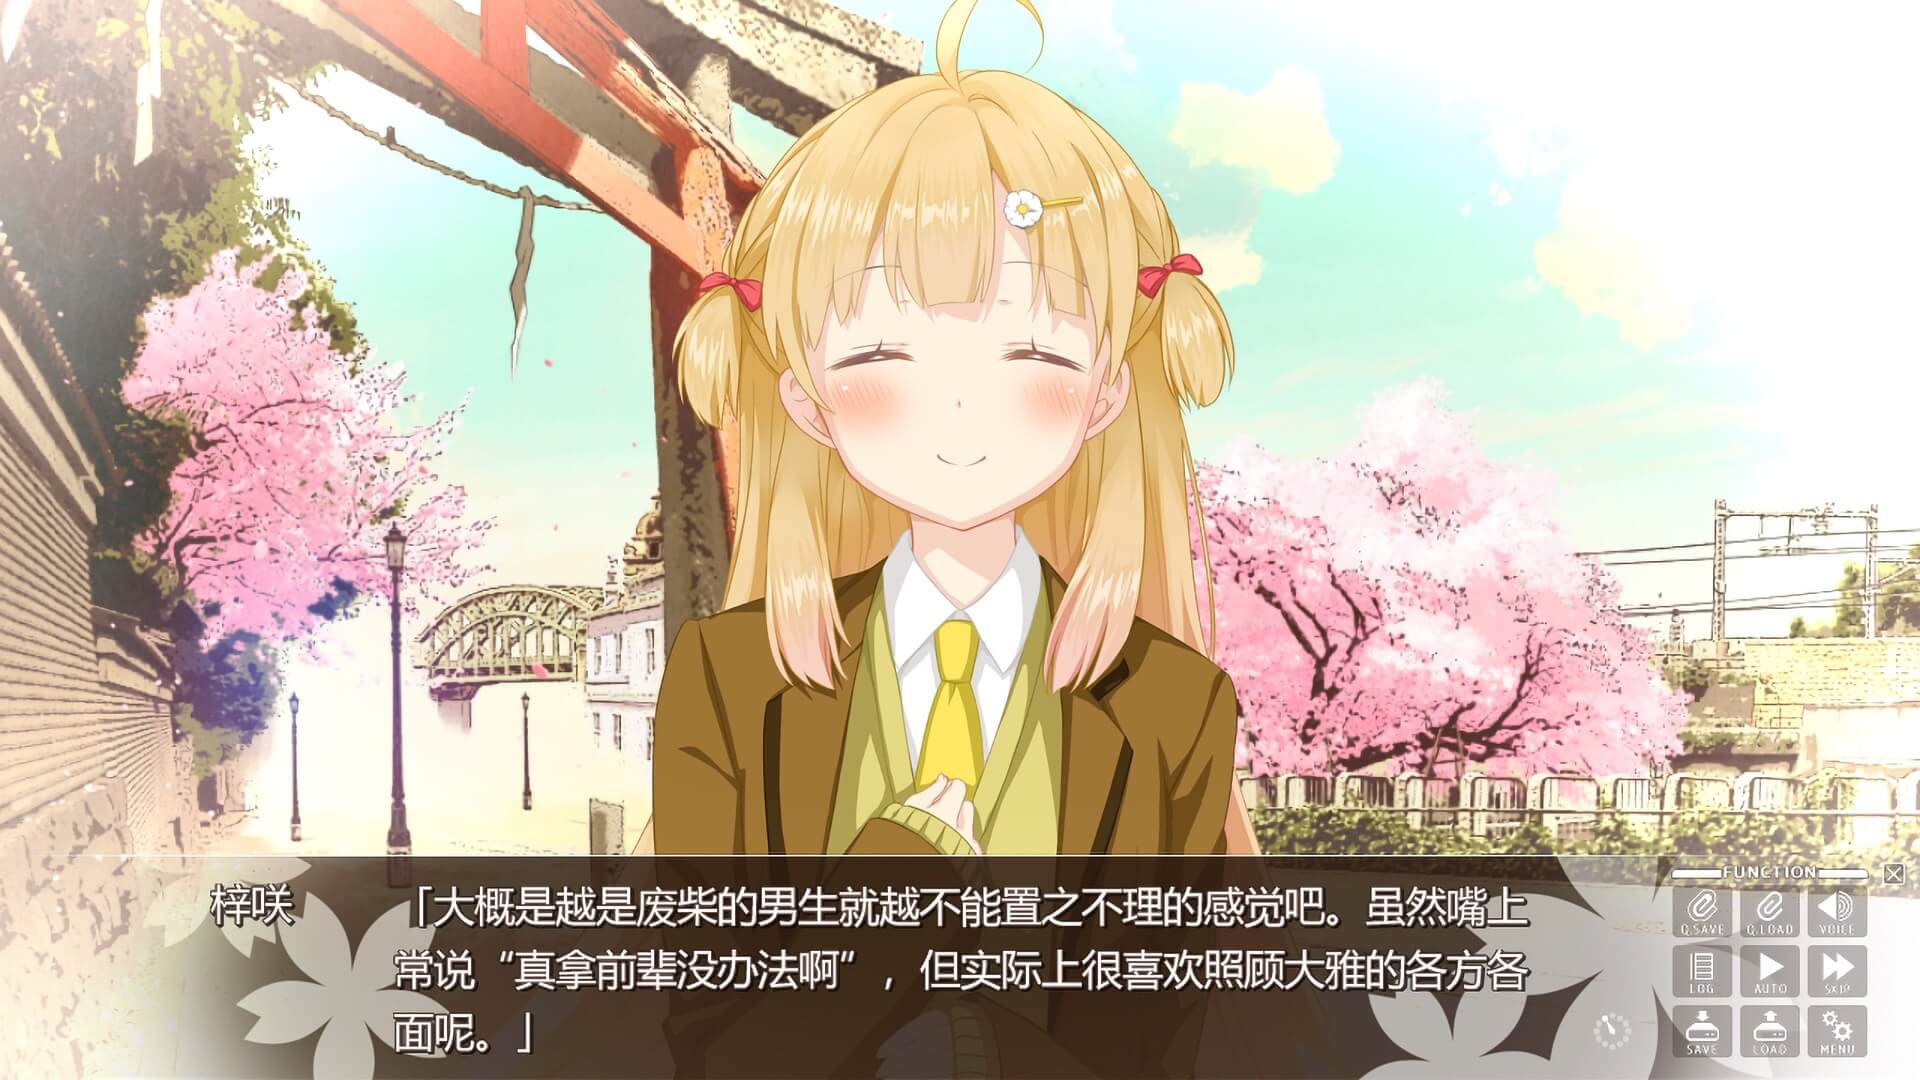 梓咲
「大概是越是废柴的男生就越不能置之不理的感觉吧。虽然嘴上
常说“真拿前辈没办法啊”，但实际上很喜欢照顾大雅的各方各
面呢。」
FUNCTION
Q.SAVE Q.LOAD VOICE
LOG AUTO SKIP
SAVE LOAD MENU